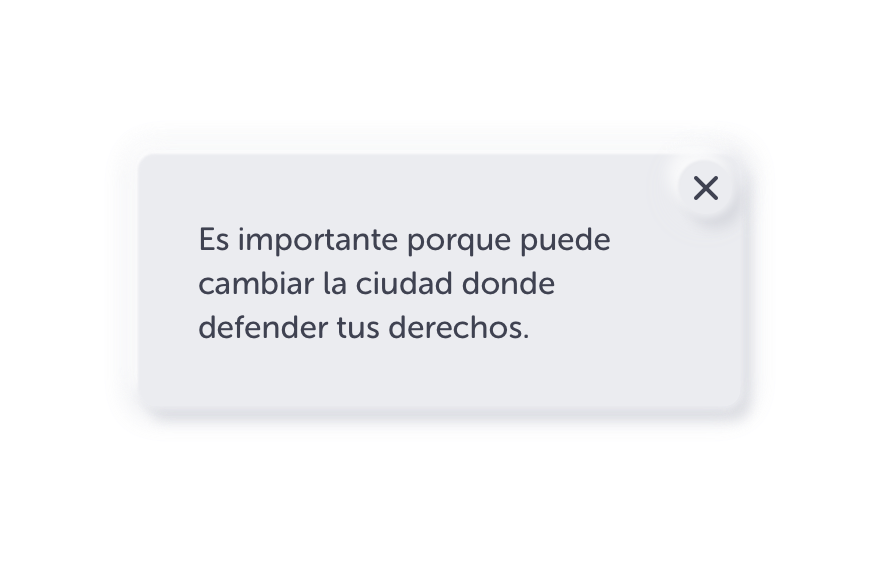 Es importante porque puede
cambiar la ciudad donde
defender tus derechos.